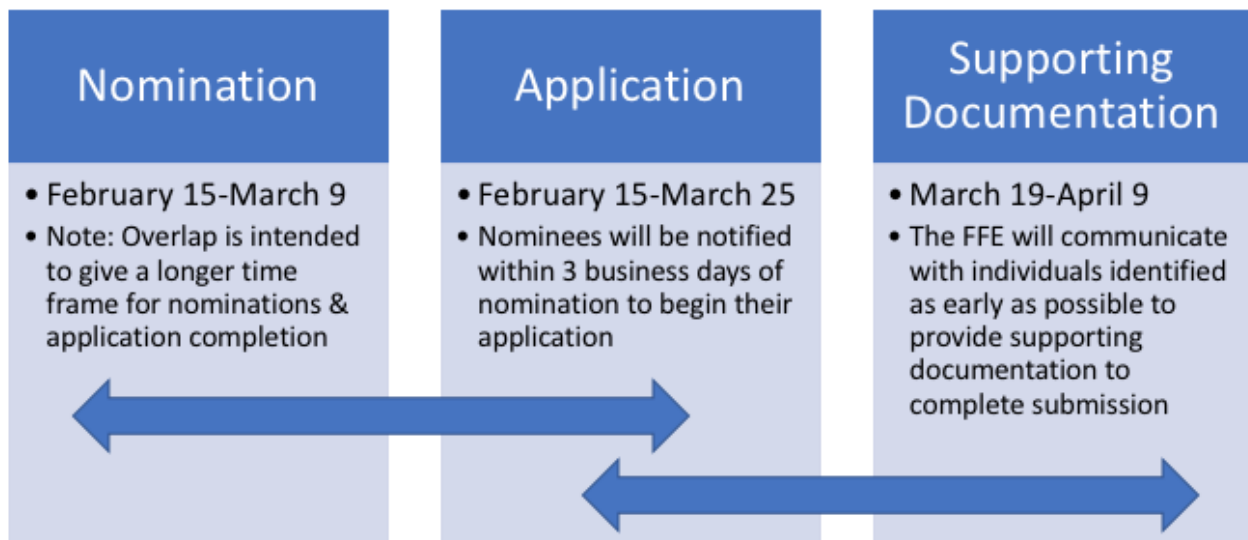 Nomination
• February 15-March 9
• Note: Overlap is intended
to give a longer time
frame for nominations &
application completion
Application
• February 15-March 25
• Nominees will be notified
within 3 business days of
nomination to begin their
application
Supporting
Documentation
• March 19-April 9
• The FFE will communicate
with individuals identified
as early as possible to
provide supporting
documentation to
complete submission